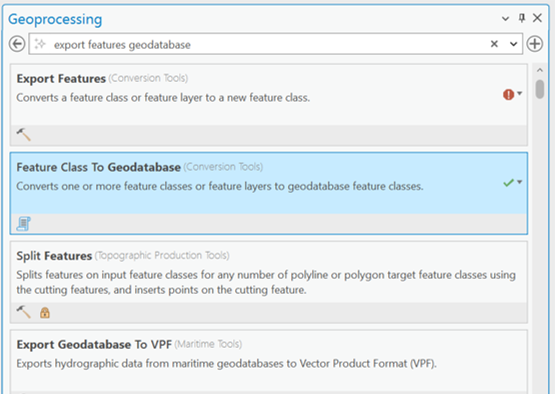 Geoprocessing
export features geodatabase
Export Features (Conversion Tools)
Converts a feature class or feature layer to a new feature class.
Feature Class To Geodatabase (Conversion Tools)
Converts one or more feature classes or feature layers to geodatabase feature classes.
Split Features (Topographic Production Tools)
Splits features on input feature classes for any number of polyline or polygon target feature classes using
the cutting features, and inserts points on the cutting feature.
Export Geodatabase To VPF (Maritime Tools)
Exports hydrographic data from maritime geodatabases to Vector Product Format (VPF).